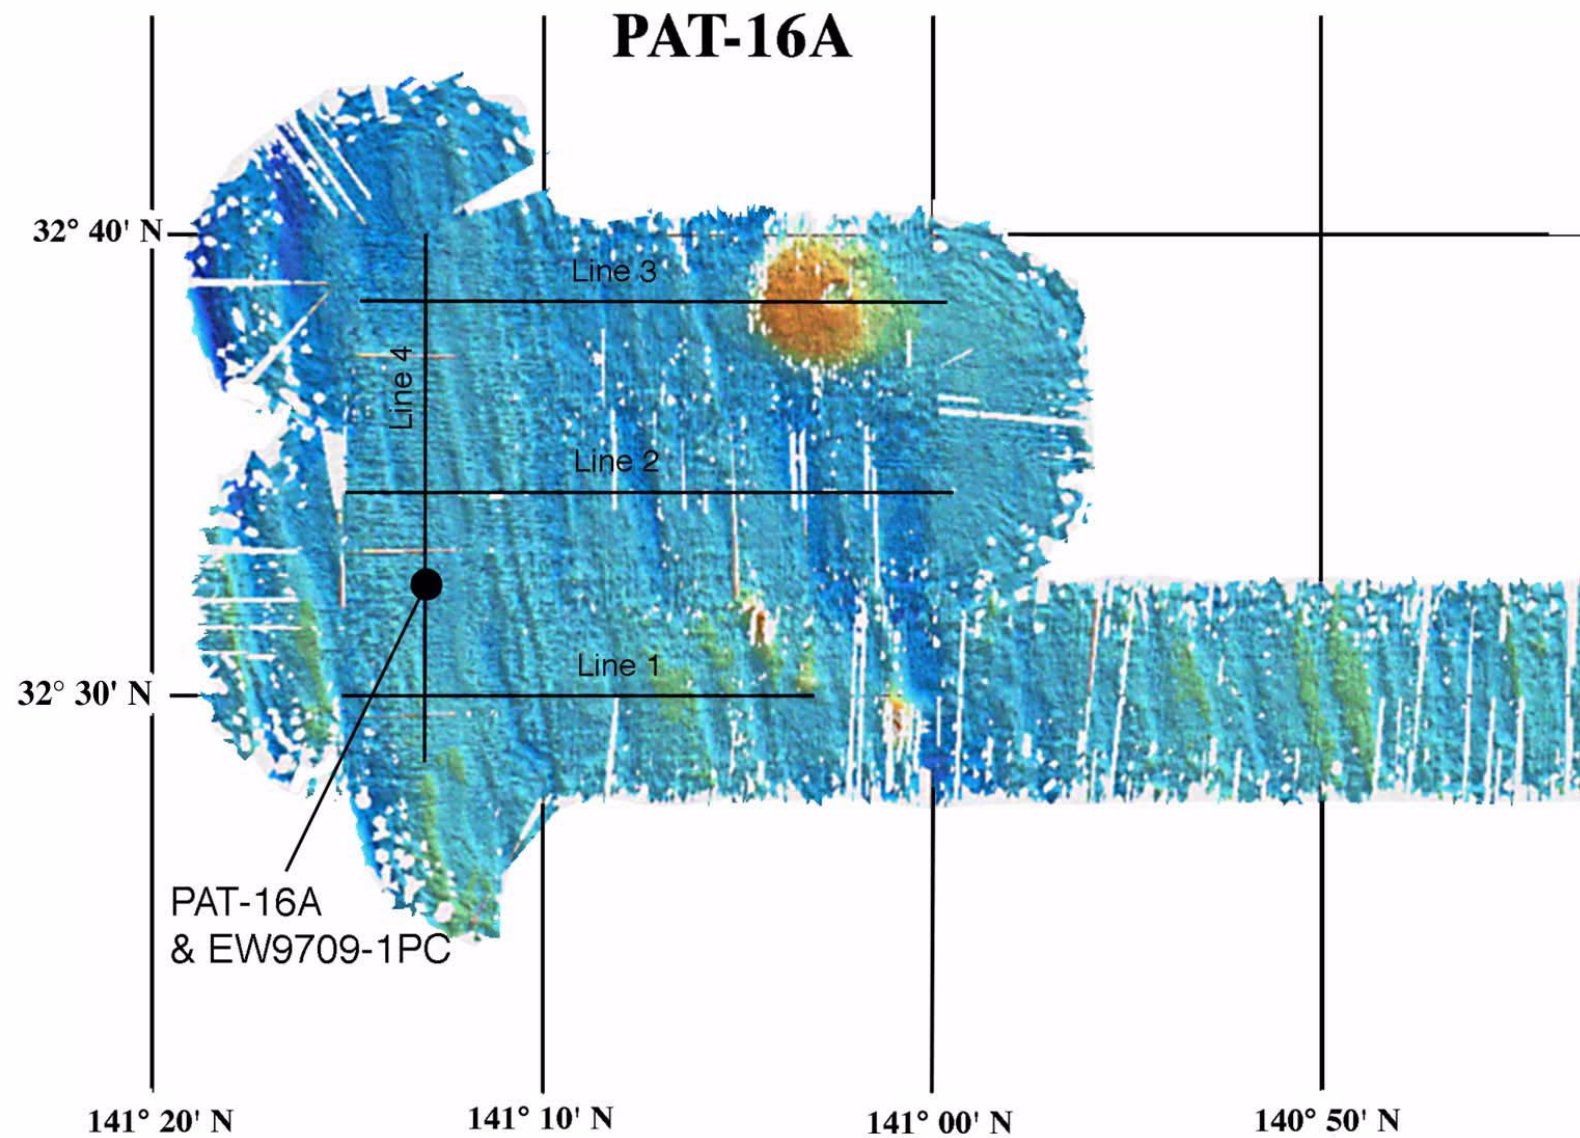 PAT-16A
32° 40' N
Line 3
Line 4
Line 2
Line 1
32° 30' N
PAT-16A
& EW9709-1PC
141° 20' N
141° 10' N
141° 00' N
140° 50' N